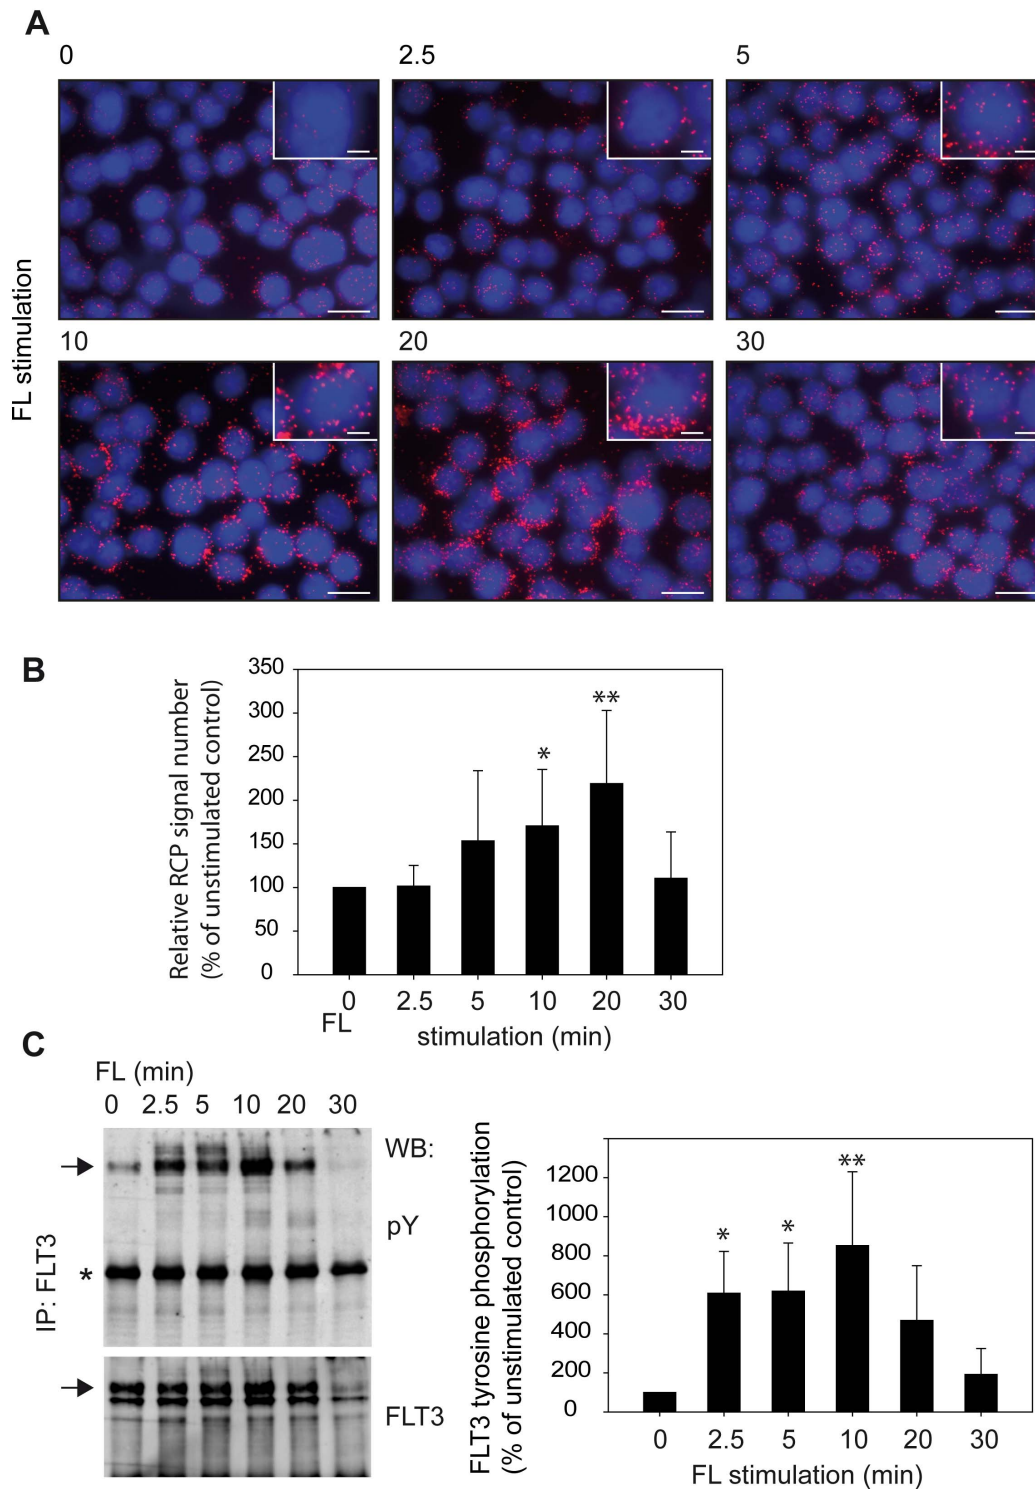 A
0 2.5 5
FL stimulation
10 20 30
B
Relative RCP signal number
(% of unstimulated control)
350
300
250
200
150
100
50
0
* **
0 2.5 5 10 20 30
FL stimulation (min)
C
FL (min)
0 2.5 5 10 20 30
WB:
pY
*
IP: FLT3
FLT3
FLT3 tyrosine phosphorylation
(% of unstimulated control)
1200
1000
800
600
400
200
0
* * **
0 2.5 5 10 20 30
FL stimulation (min)